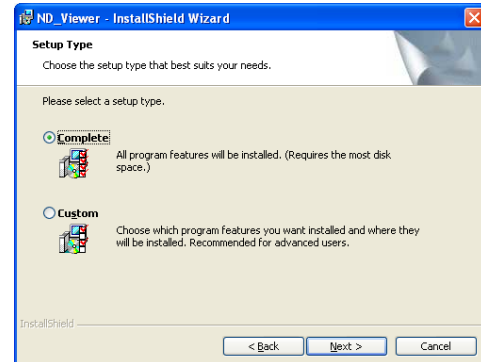 ND_Viewer - InstallShield Wizard
Setup Type
Choose the setup type that best suits your needs.
Please select a setup type.
Complete
All program features will be installed. (Requires the most disk
space.)
Custom
Choose which program features you want installed and where they
will be installed. Recommended for advanced users.
InstallShield
< Back Next > Cancel